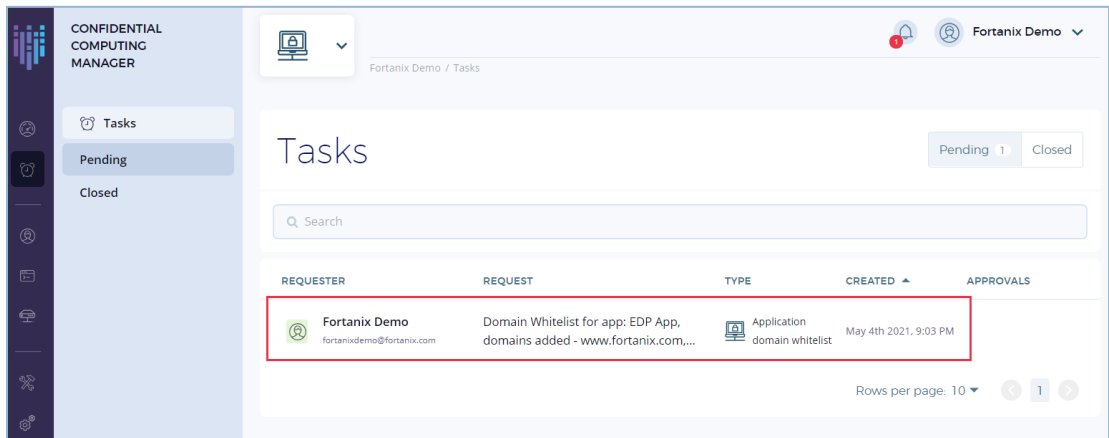 CONFIDENTIAL
COMPUTING
MANAGER
Tasks
Pending
Closed
1
Fortanix Demo
Fortanix Demo / Tasks
Tasks
Pending 1 Closed
Search
REQUESTER REQUEST TYPE CREATED APPROVALS
Fortanix Demo
fortanixdemo@fortanix.com
Domain Whitelist for app: EDP App,
domains added - www.fortanix.com,...
Application
domain whitelist
May 4th 2021, 9:03 PM
Rows per page: 10
1